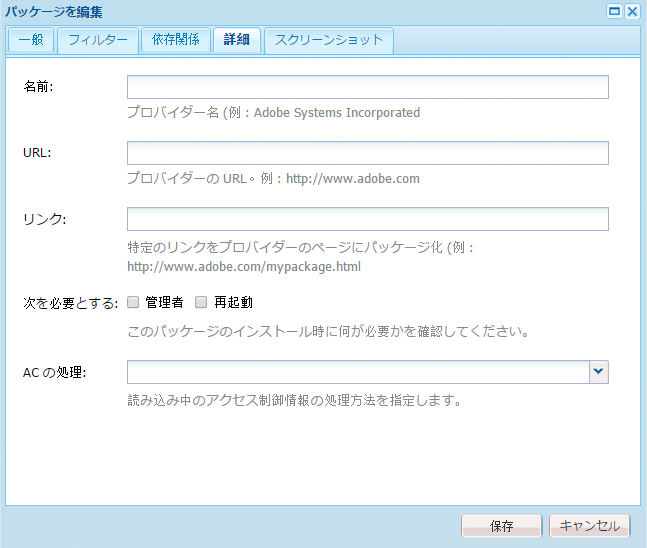 パッケージを編集
一般 フィルター 依存関係 詳細 スクリーンショット
名前:
プロバイダー名 (例：Adobe Systems Incorporated
URL:
プロバイダーの URL。例：http://www.adobe.com
リンク:
特定のリンクをプロバイダーのページにパッケージ化 (例：
http://www.adobe.com/mypackage.html
次を必要とする: 管理者 再起動
このパッケージのインストール時に何が必要かを確認してください。
AC の処理:
読み込み中のアクセス制御情報の処理方法を指定します。
保存 キャンセル